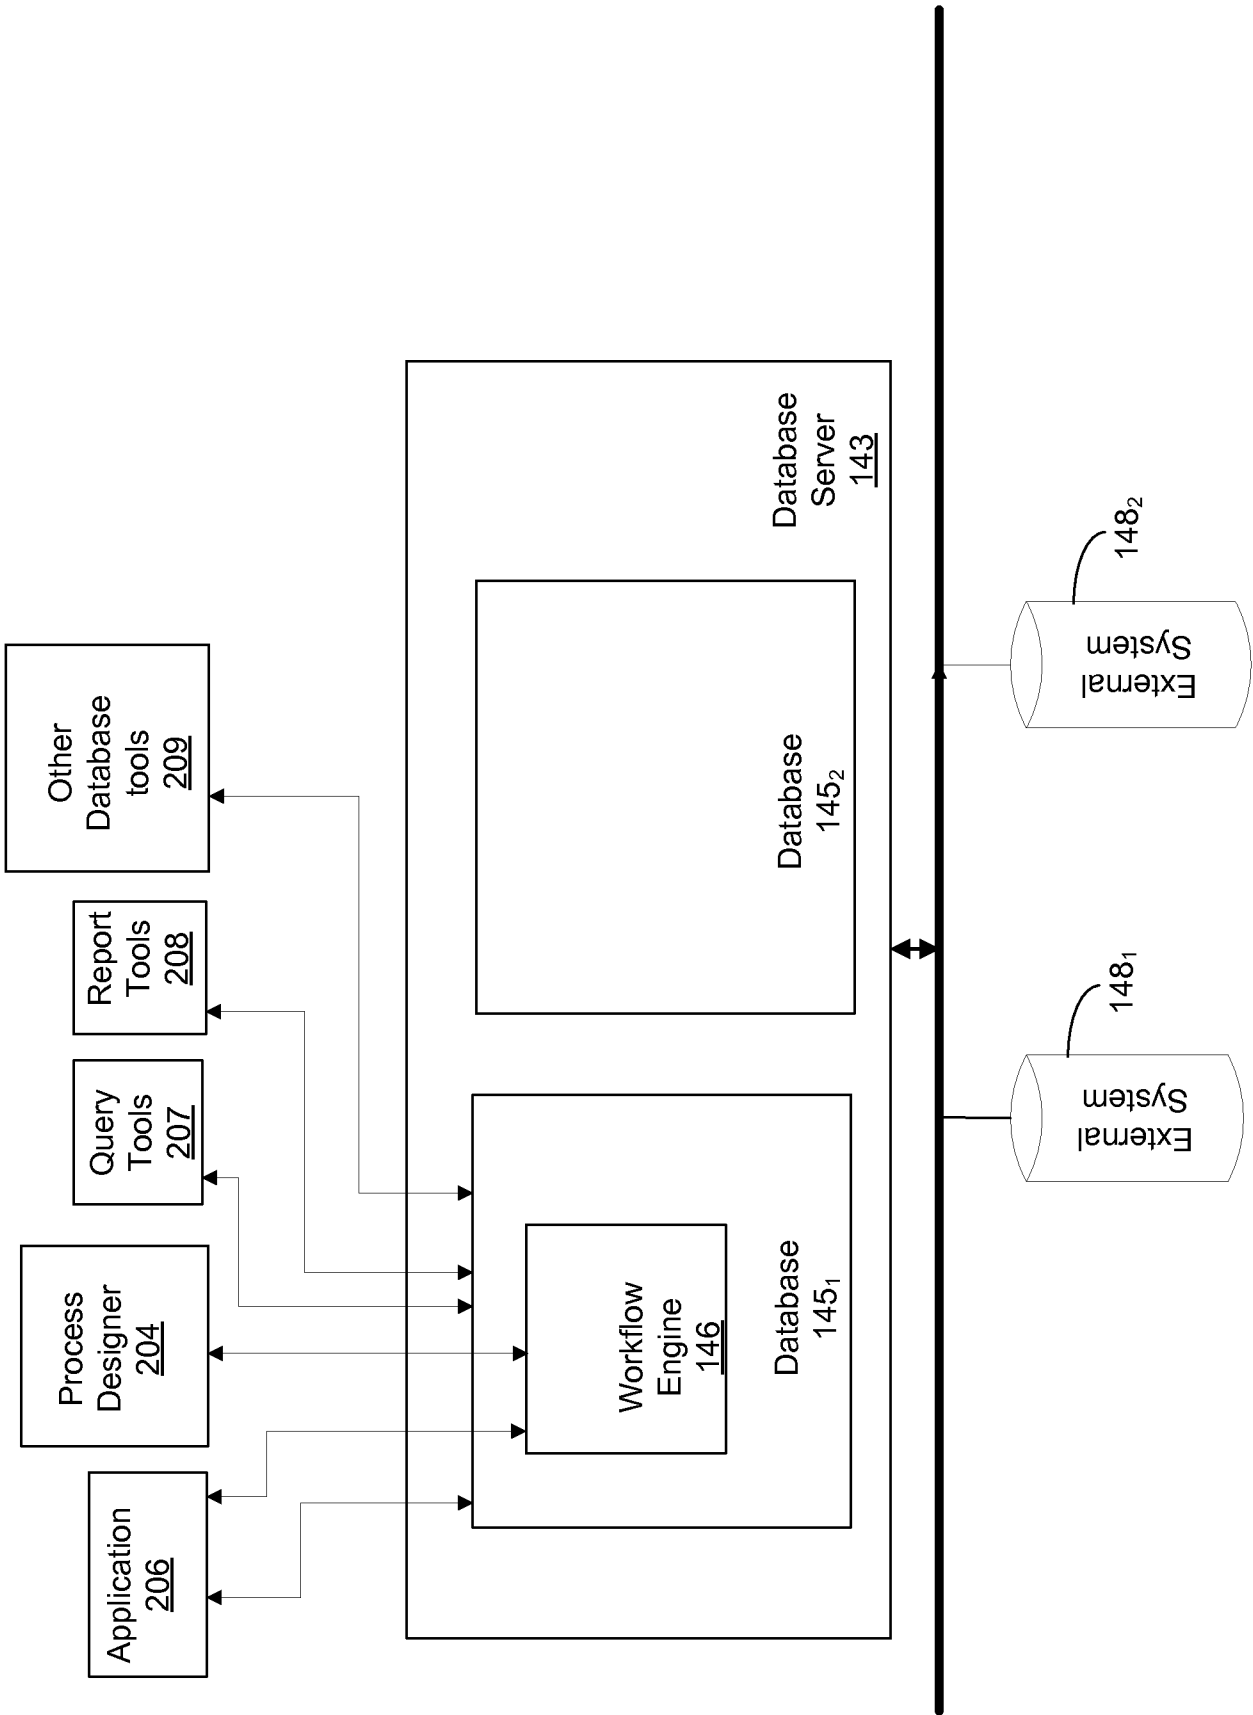 Application
206
Process
Designer
204
Query
Tools
207
Report
Tools
208
Other
Database
tools
209
Workflow
Engine
146
Database
145₁
Database
145₂
Database
Server
143
External
System
148₁
External
System
148₂